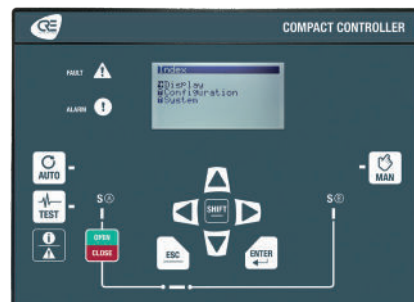 CRE
COMPACT CONTROLLER
FAULT
ALARM
Index
Display
Configuration
System
AUTO
MAN
TEST
S
S
SHIFT
OPEN
CLOSE
ESC
ENTER